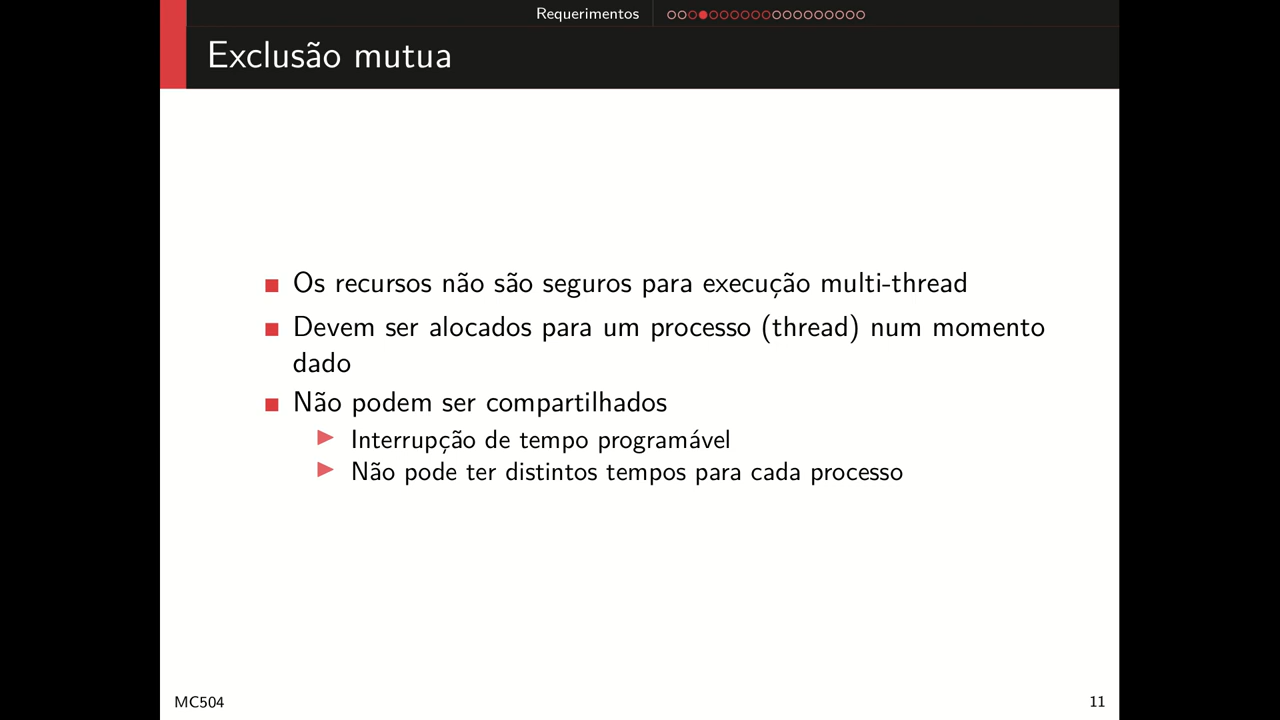 Requerimentos
Exclusão mutua
Os recursos não são seguros para execução multi-thread
Devem ser alocados para um processo (thread) num momento
dado
Não podem ser compartilhados
Interrupção de tempo programável
Não pode ter distintos tempos para cada processo
MC504
11